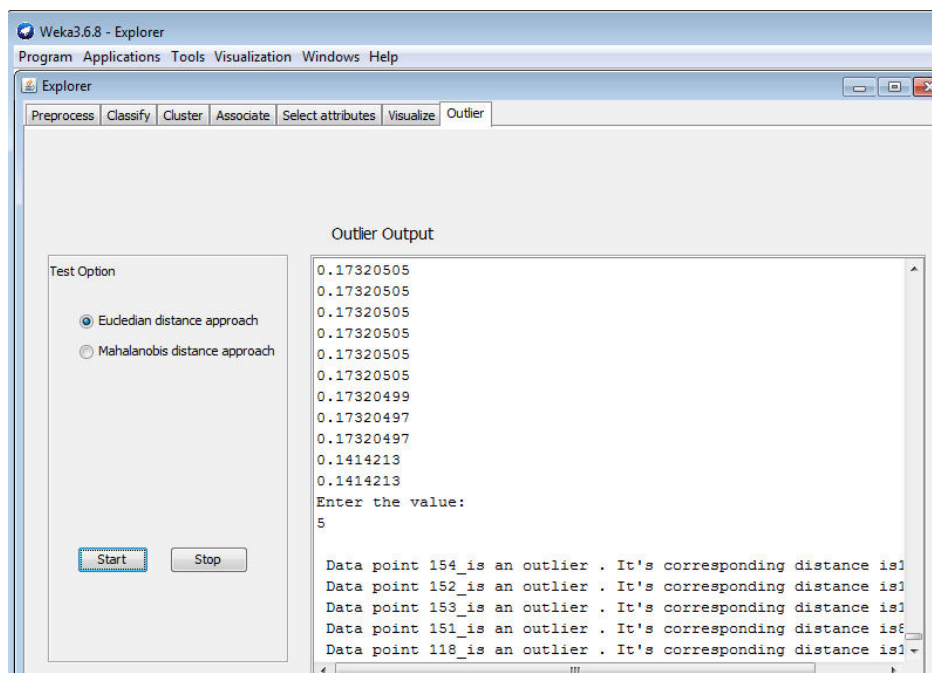 Weka3.6.8 - Explorer
Program Applications Tools Visualization Windows Help
Explorer
Preprocess Classify Cluster Associate Select attributes Visualize Outlier
Outlier Output
Test Option
Eucledian distance approach
Mahalanobis distance approach
Start Stop
0.17320505
0.17320505
0.17320505
0.17320505
0.17320505
0.17320505
0.17320499
0.17320497
0.17320497
0.1414213
0.1414213
Enter the value:
5
Data point 154_is an outlier . It's corresponding distance is1
Data point 152_is an outlier . It's corresponding distance is1
Data point 153_is an outlier . It's corresponding distance is1
Data point 151_is an outlier . It's corresponding distance is8
Data point 118_is an outlier . It's corresponding distance is1